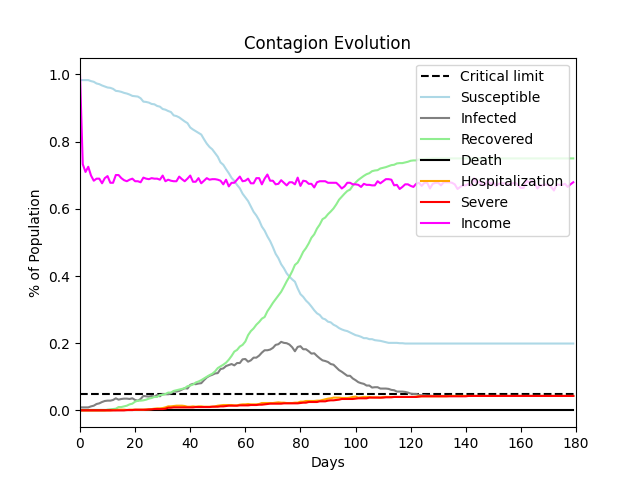 Contagion Evolution
1.0
0.8
0.6
0.4
0.2
0.0
% of Population
Critical limit
Susceptible
Infected
Recovered
Death
Hospitalization
Severe
Income
0 20 40 60 80 100 120 140 160 180
Days